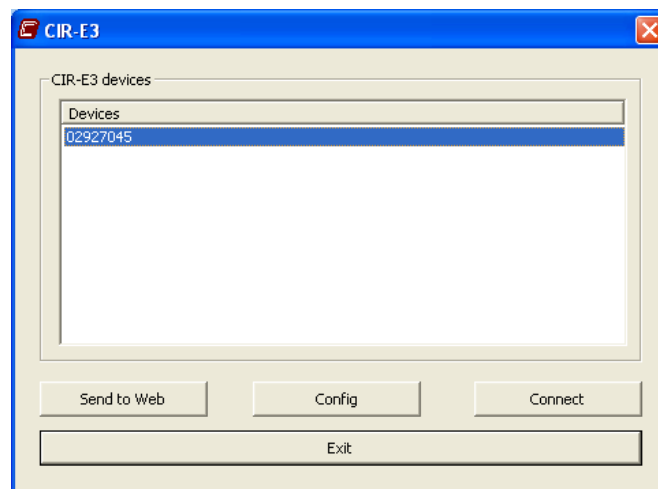 CIR-E3
CIR-E3 devices
Devices
02927045
Send to Web
Config
Connect
Exit